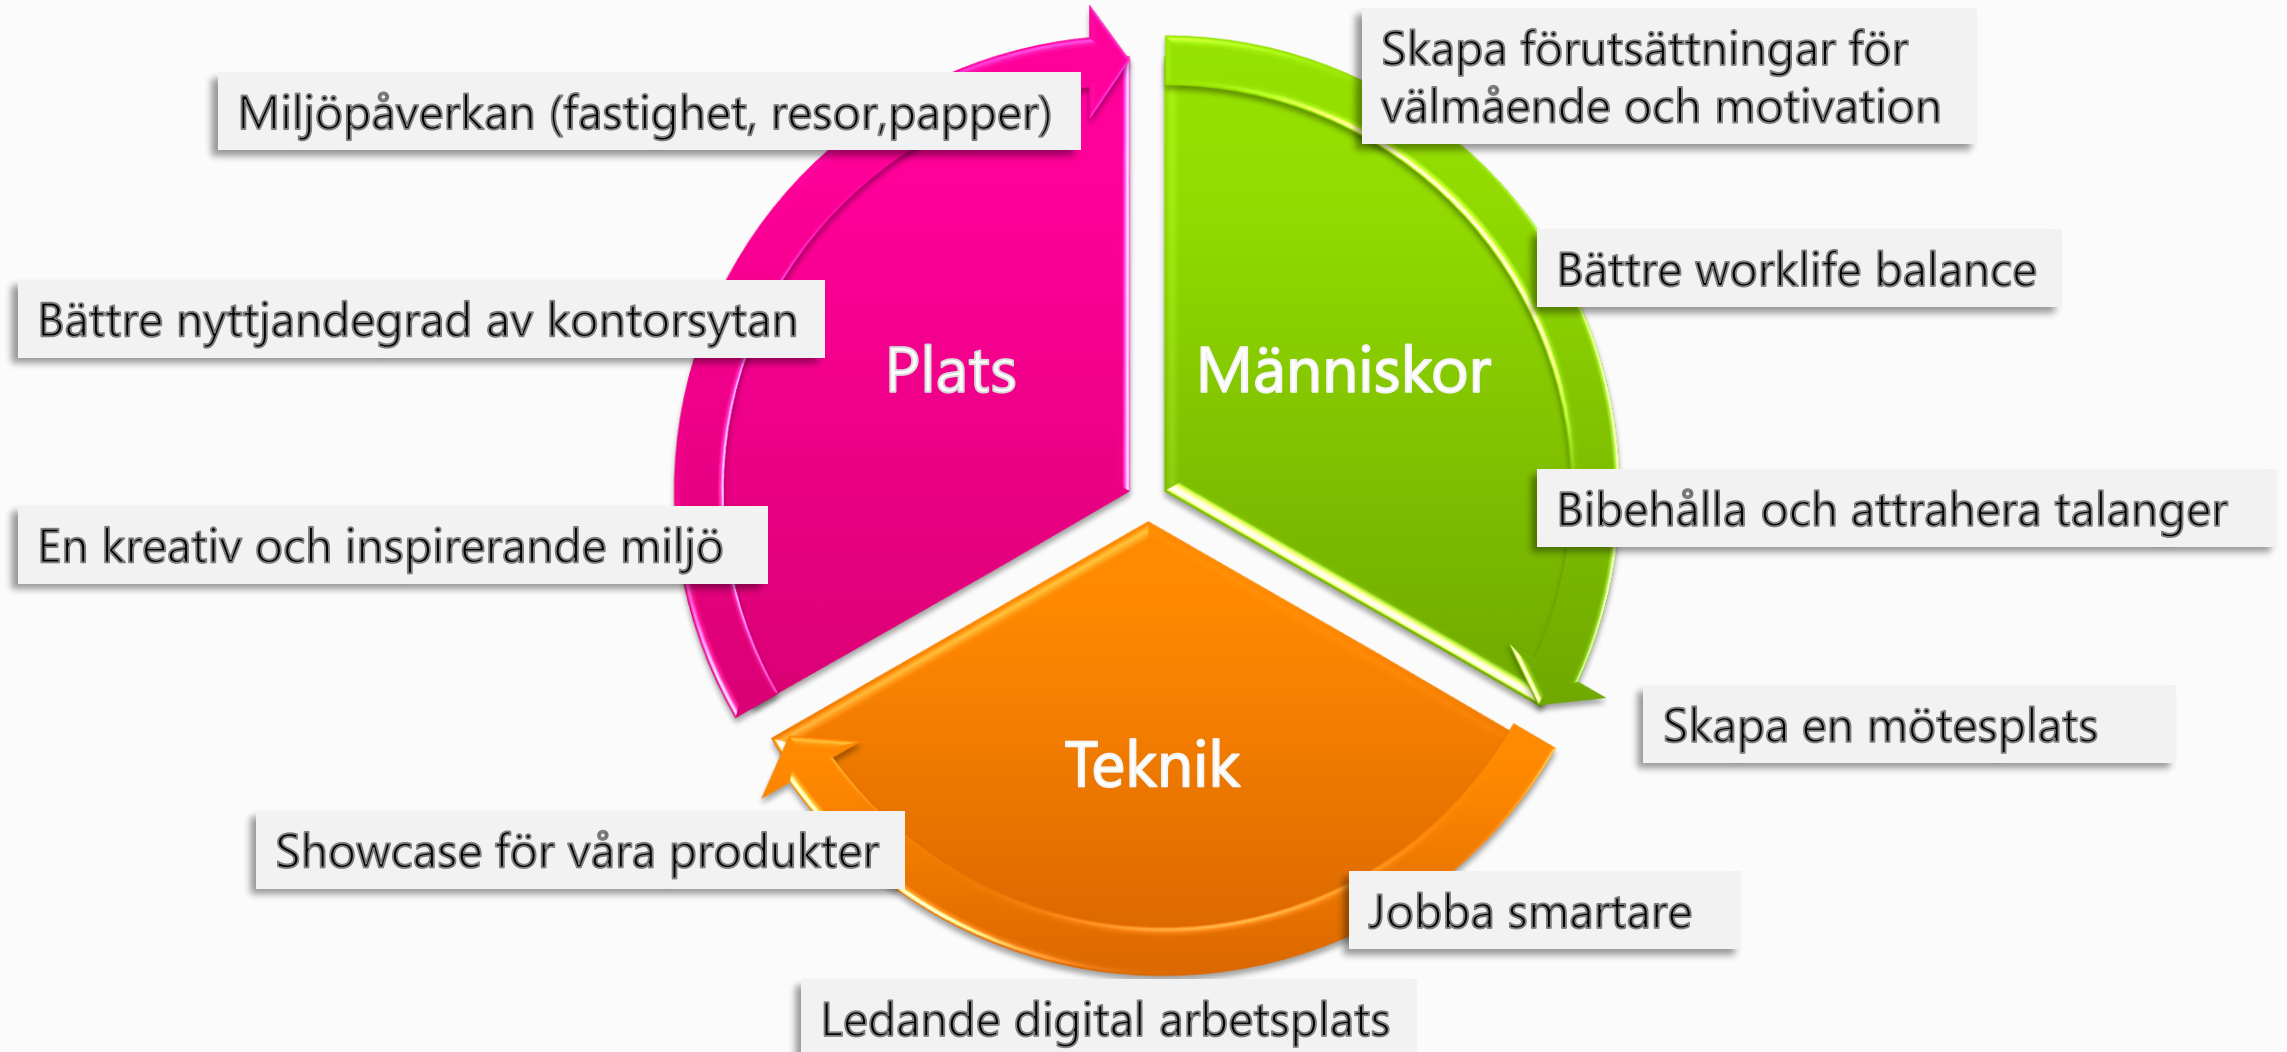 Skapa förutsättningar för
välmående och motivation
Miljöpåverkan (fastighet, resor,papper)
Bättre worklife balance
Bättre nyttjandegrad av kontorsytan
Plats
Människor
Bibehålla och attrahera talanger
En kreativ och inspirerande miljö
Skapa en mötesplats
Teknik
Showcase för våra produkter
Jobba smartare
Ledande digital arbetsplats